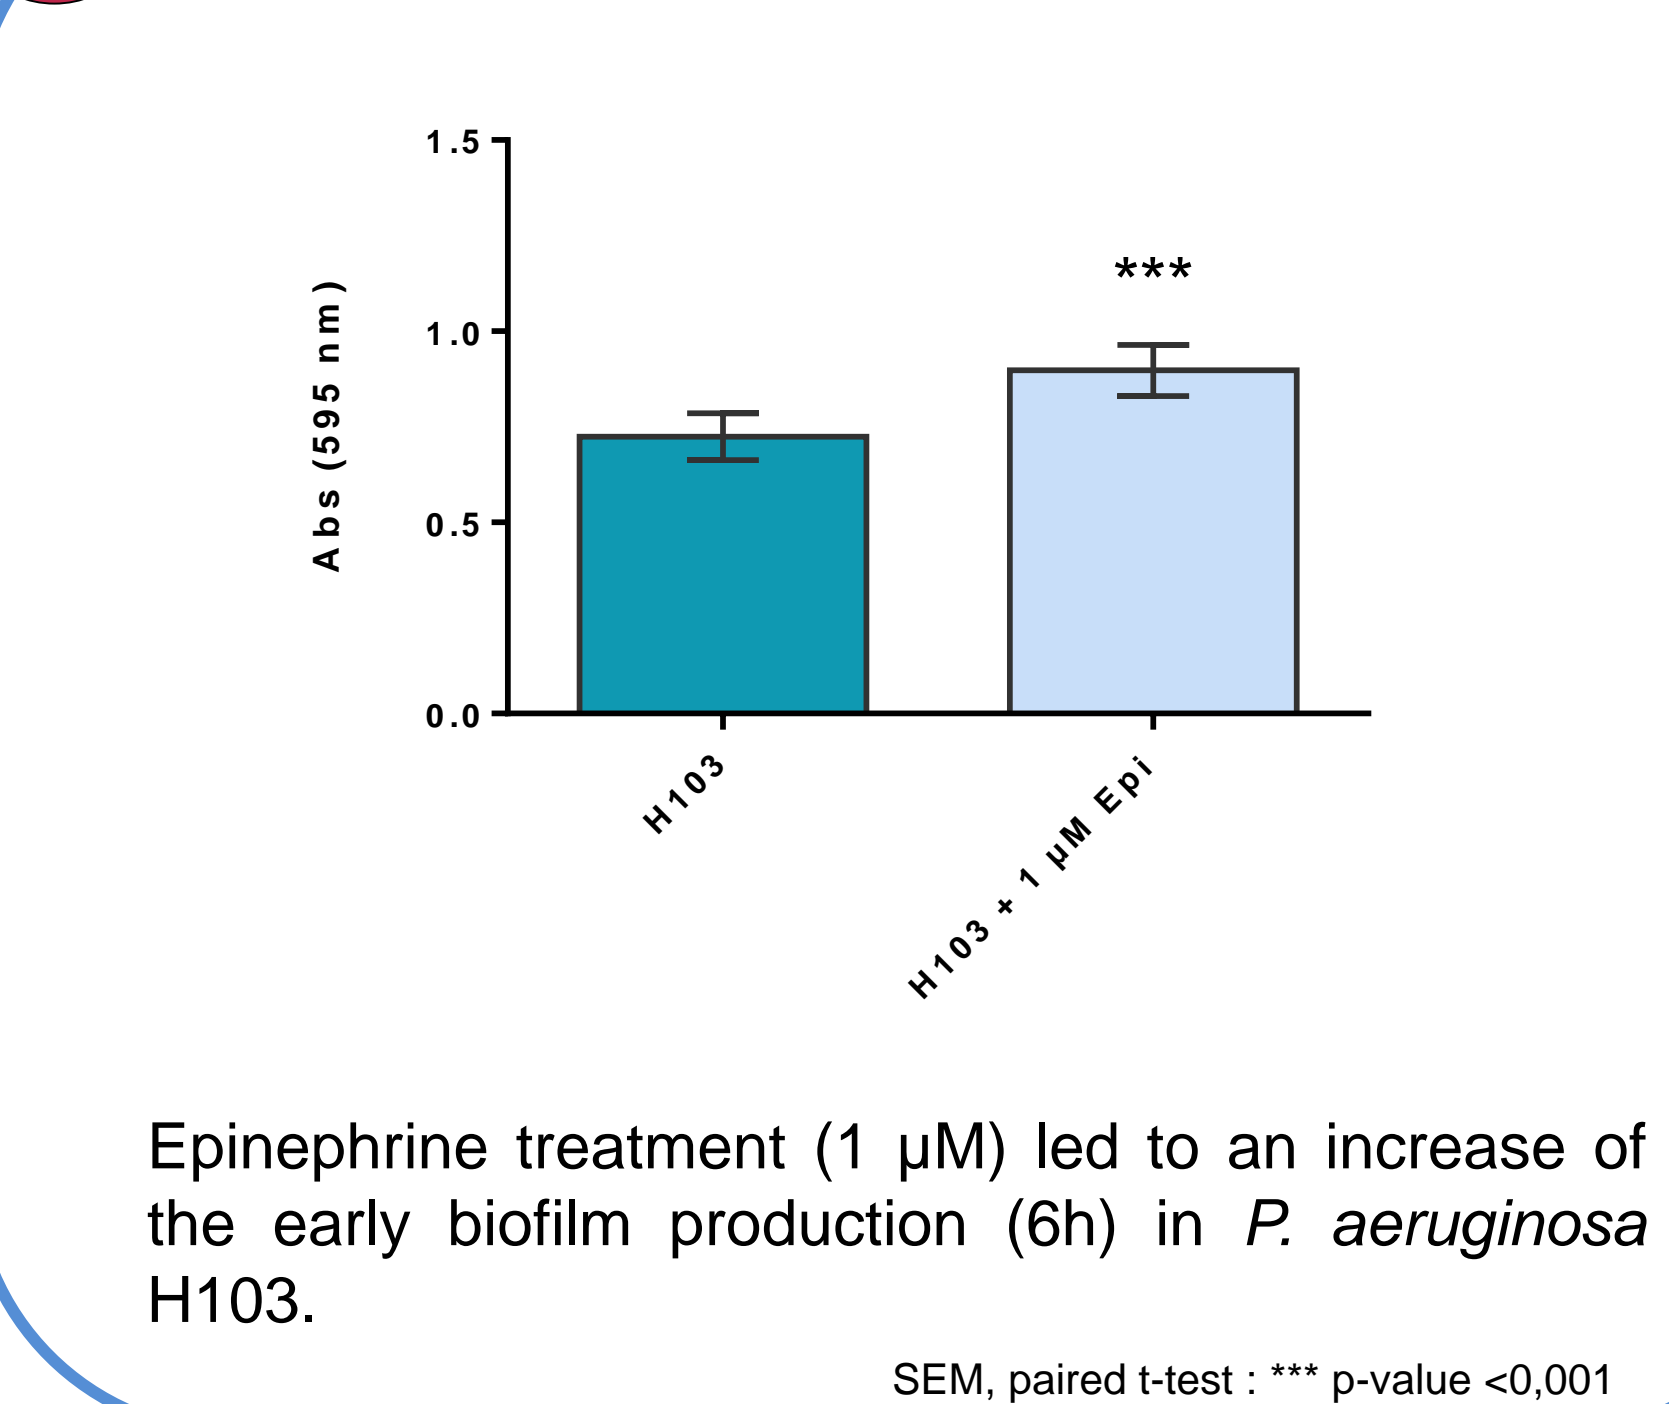 1.5
***
1.0
Abs (595 nm)
0.5
0.0
H103
H103 + 1 µM Epi
Epinephrine treatment (1 µM) led to an increase of
the early biofilm production (6h) in P. aeruginosa
H103.
SEM, paired t-test : *** p-value <0,001